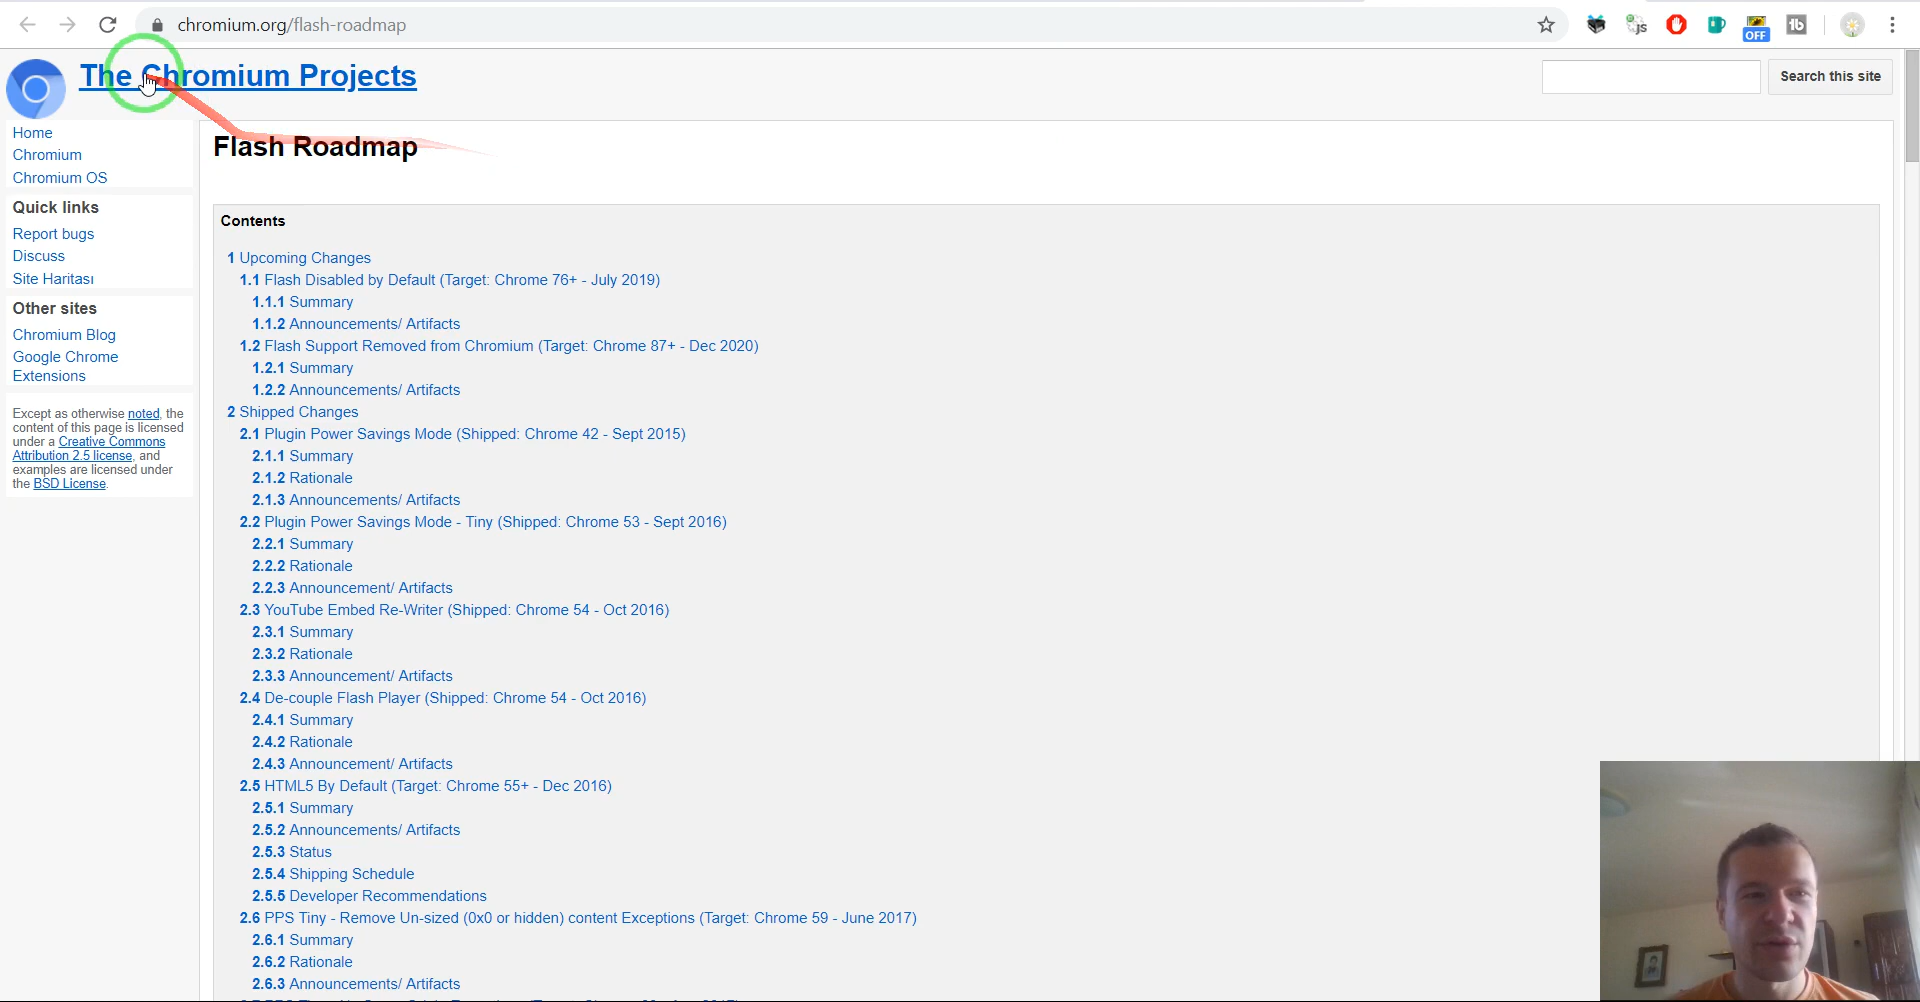 chromium.org/flash-roadmap
JS
OFF
tb
The Chromium Projects
Search this site
Home
Chromium
Chromium OS
Quick links
Report bugs
Discuss
Site Haritası
Other sites
Chromium Blog
Google Chrome
Extensions
Except as otherwise noted, the
content of this page is licensed
under a Creative Commons
Attribution 2.5 license, and
examples are licensed under
the BSD License.
Flash Roadmap
Contents
1 Upcoming Changes
1.1 Flash Disabled by Default (Target: Chrome 76+ - July 2019)
1.1.1 Summary
1.1.2 Announcements/ Artifacts
1.2 Flash Support Removed from Chromium (Target: Chrome 87+ - Dec 2020)
1.2.1 Summary
1.2.2 Announcements/ Artifacts
2 Shipped Changes
2.1 Plugin Power Savings Mode (Shipped: Chrome 42 - Sept 2015)
2.1.1 Summary
2.1.2 Rationale
2.1.3 Announcements/ Artifacts
2.2 Plugin Power Savings Mode - Tiny (Shipped: Chrome 53 - Sept 2016)
2.2.1 Summary
2.2.2 Rationale
2.2.3 Announcement/ Artifacts
2.3 YouTube Embed Re-Writer (Shipped: Chrome 54 - Oct 2016)
2.3.1 Summary
2.3.2 Rationale
2.3.3 Announcement/ Artifacts
2.4 De-couple Flash Player (Shipped: Chrome 54 - Oct 2016)
2.4.1 Summary
2.4.2 Rationale
2.4.3 Announcement/ Artifacts
2.5 HTML5 By Default (Target: Chrome 55+ - Dec 2016)
2.5.1 Summary
2.5.2 Announcements/ Artifacts
2.5.3 Status
2.5.4 Shipping Schedule
2.5.5 Developer Recommendations
2.6 PPS Tiny - Remove Un-sized (0x0 or hidden) content Exceptions (Target: Chrome 59 - June 2017)
2.6.1 Summary
2.6.2 Rationale
2.6.3 Announcements/ Artifacts